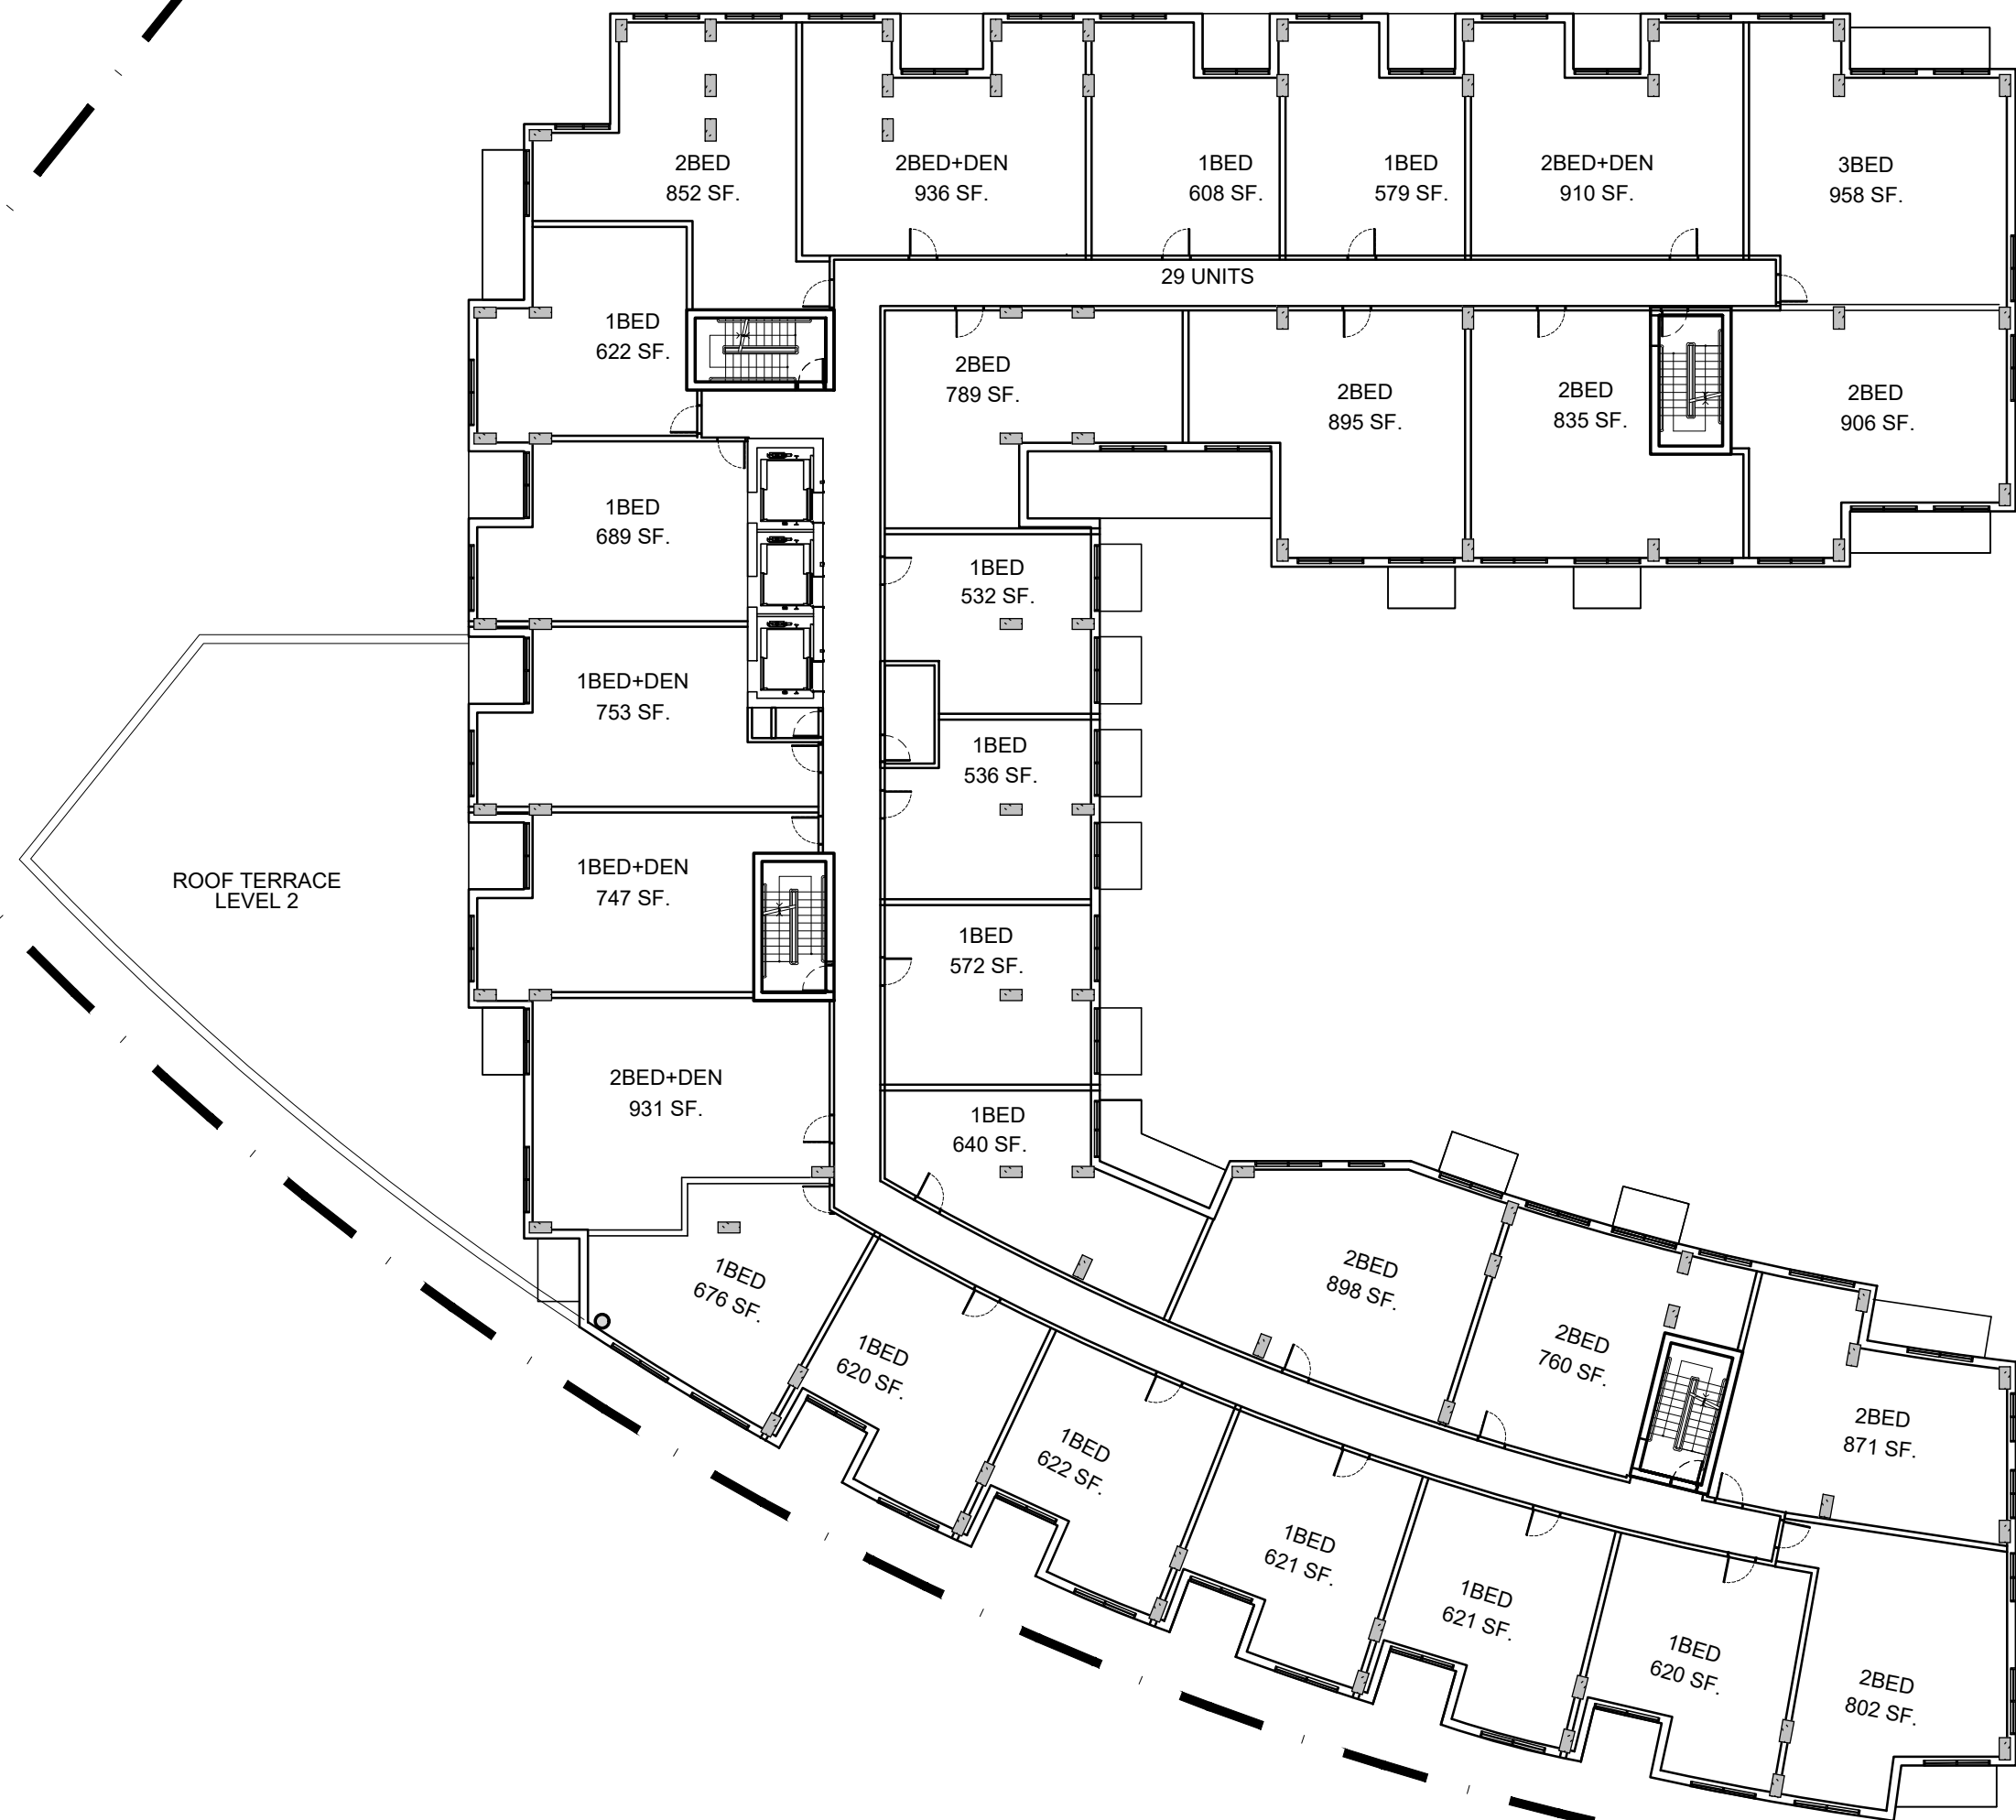 2BED
852 SF.
2BED+DEN
936 SF.
1BED
608 SF.
1BED
579 SF.
2BED+DEN
910 SF.
3BED
958 SF.
29 UNITS
1BED
622 SF.
2BED
789 SF.
2BED
895 SF.
2BED
835 SF.
2BED
906 SF.
1BED
689 SF.
1BED
532 SF.
1BED+DEN
753 SF.
1BED
536 SF.
ROOF TERRACE
LEVEL 2
1BED+DEN
747 SF.
1BED
572 SF.
2BED+DEN
931 SF.
1BED
640 SF.
1BED
676 SF.
1BED
620 SF.
2BED
898 SF.
2BED
760 SF.
2BED
871 SF.
1BED
622 SF.
1BED
621 SF.
1BED
621 SF.
1BED
620 SF.
2BED
802 SF.